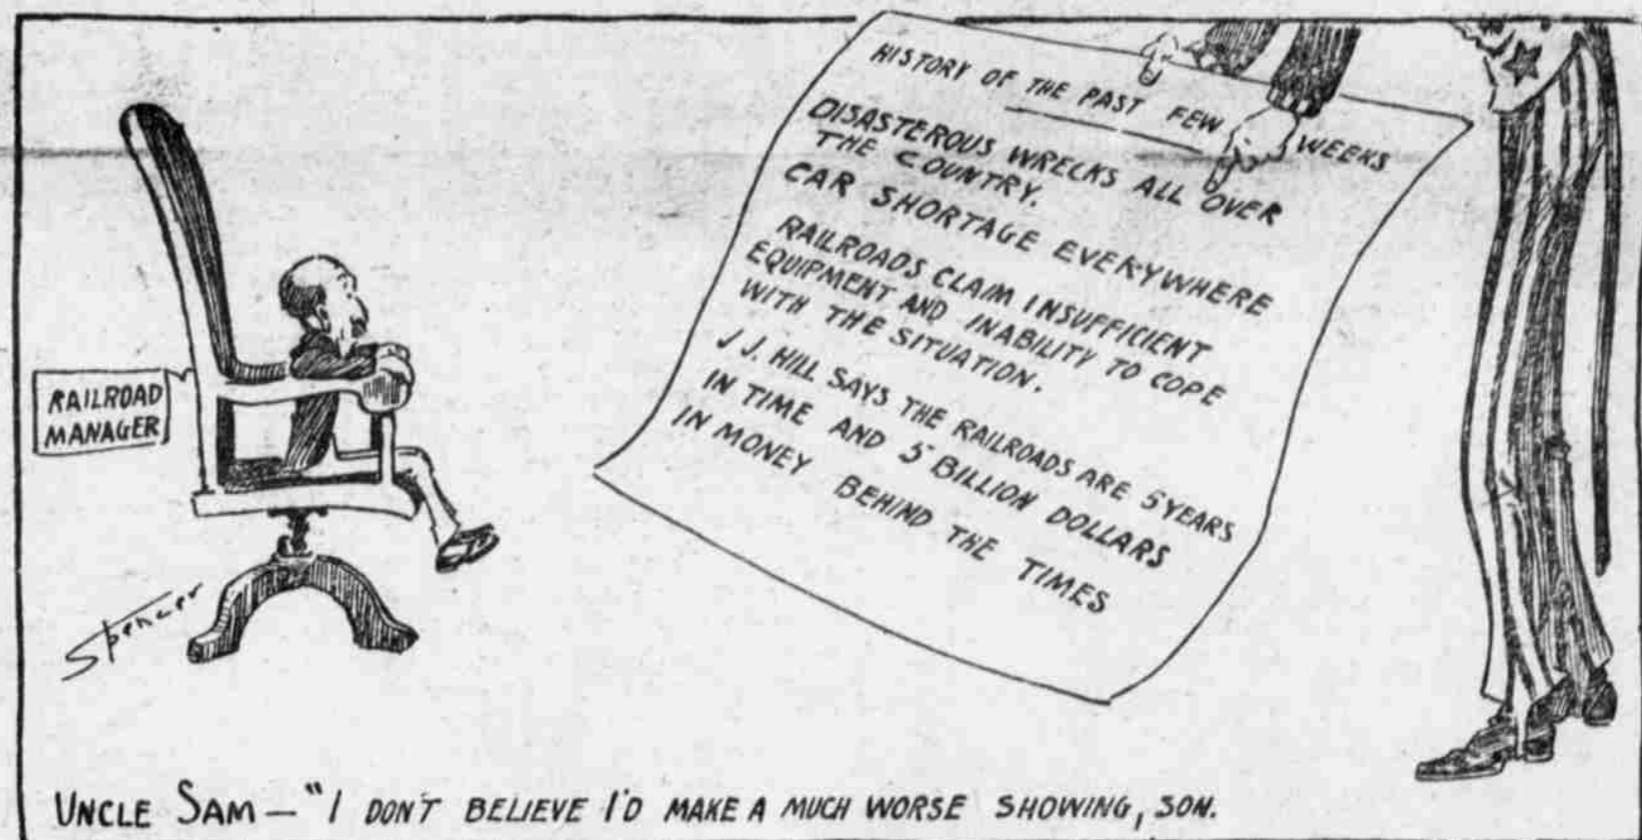 HISTORY OF THE PAST FEW WEEKS
DISASTEROUS WRECKS ALL OVER
THE COUNTRY.
CAR SHORTAGE EVERYWHERE
RAILROADS CLAIM INSUFFICIENT
EQUIPMENT AND INABILITY TO COPE
WITH THE SITUATION.
J J. HILL SAYS THE RAILROADS ARE 5 YEARS
IN TIME AND 5 BILLION DOLLARS
IN MONEY BEHIND THE TIMES
RAILROAD
MANAGER
Spencer
UNCLE SAM — "I DON'T BELIEVE I'D MAKE A MUCH WORSE SHOWING, SON.